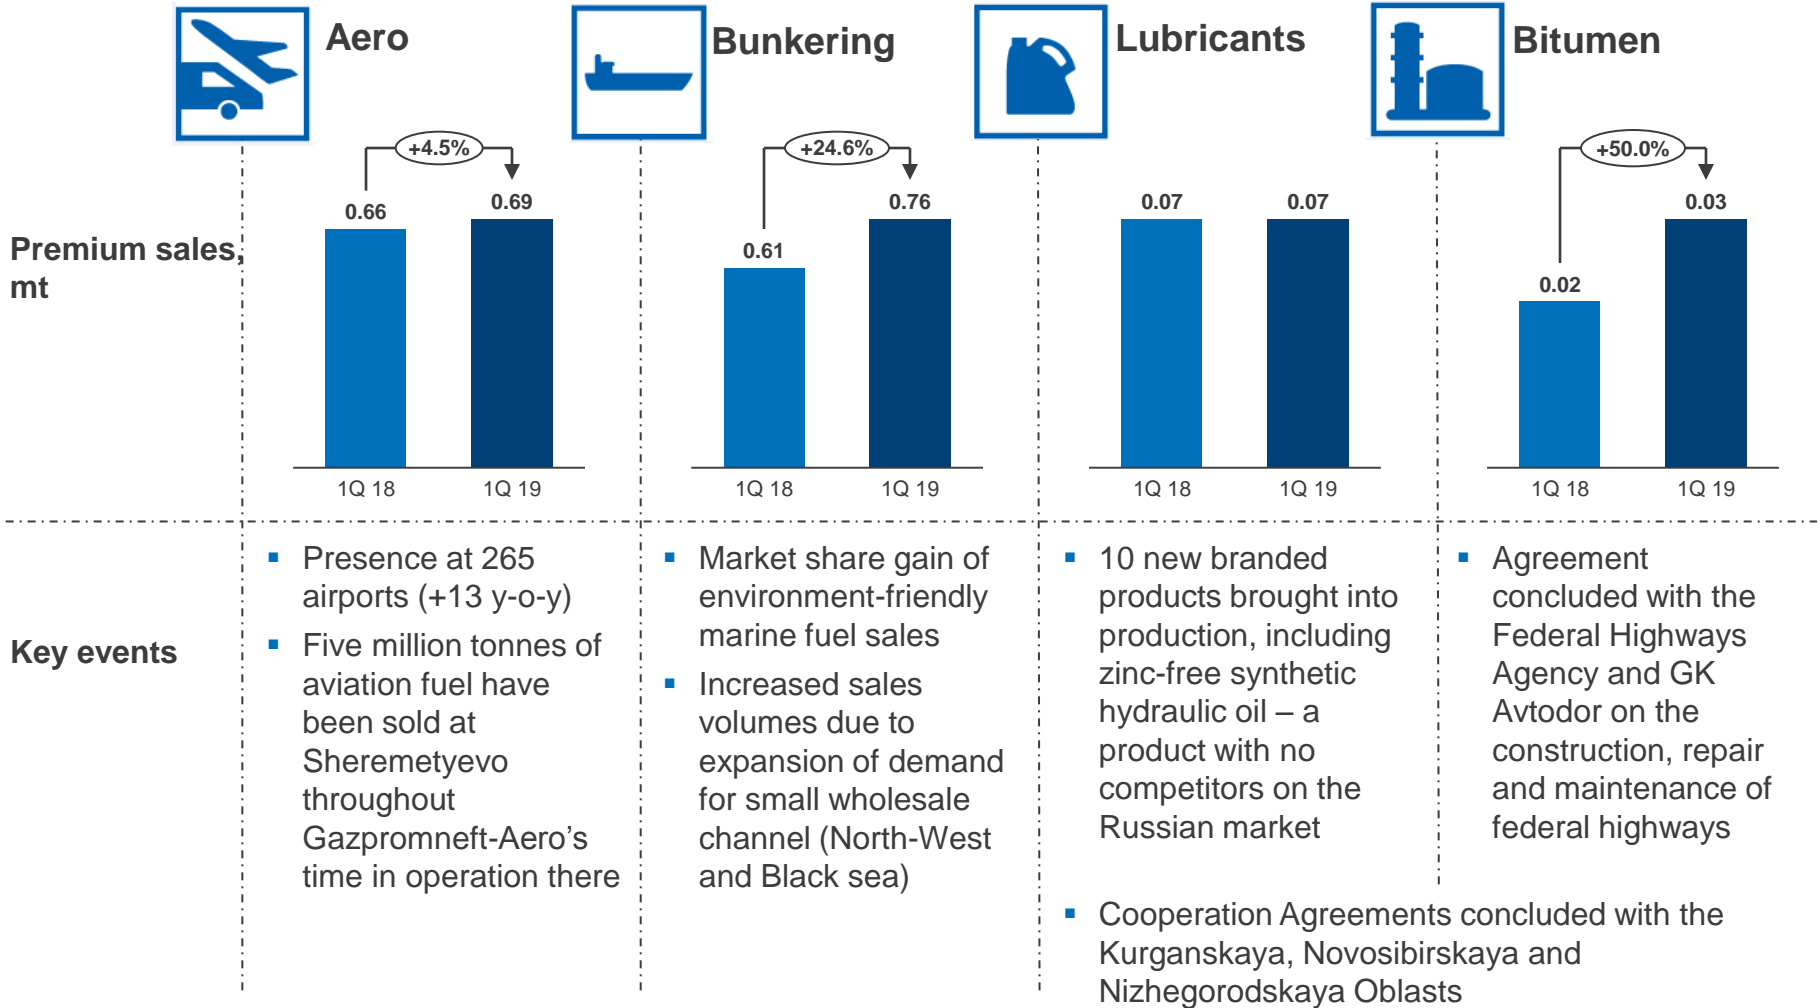 Aero
Bunkering
Lubricants
Bitumen
Premium sales,
mt
+4.5%
0.66
0.69
1Q 18
1Q 19
+24.6%
0.61
0.76
1Q 18
1Q 19
0.07
0.07
1Q 18
1Q 19
+50.0%
0.02
0.03
1Q 18
1Q 19
Key events
▪ Presence at 265
airports (+13 y-o-y)
▪ Five million tonnes of
aviation fuel have
been sold at
Sheremetyevo
throughout
Gazpromneft-Aero’s
time in operation there
▪ Market share gain of
environment-friendly
marine fuel sales
▪ Increased sales
volumes due to
expansion of demand
for small wholesale
channel (North-West
and Black sea)
▪ 10 new branded
products brought into
production, including
zinc-free synthetic
hydraulic oil – a
product with no
competitors on the
Russian market
▪ Agreement
concluded with the
Federal Highways
Agency and GK
Avtodor on the
construction, repair
and maintenance of
federal highways
▪ Cooperation Agreements concluded with the
Kurganskaya, Novosibirskaya and
Nizhegorodskaya Oblasts